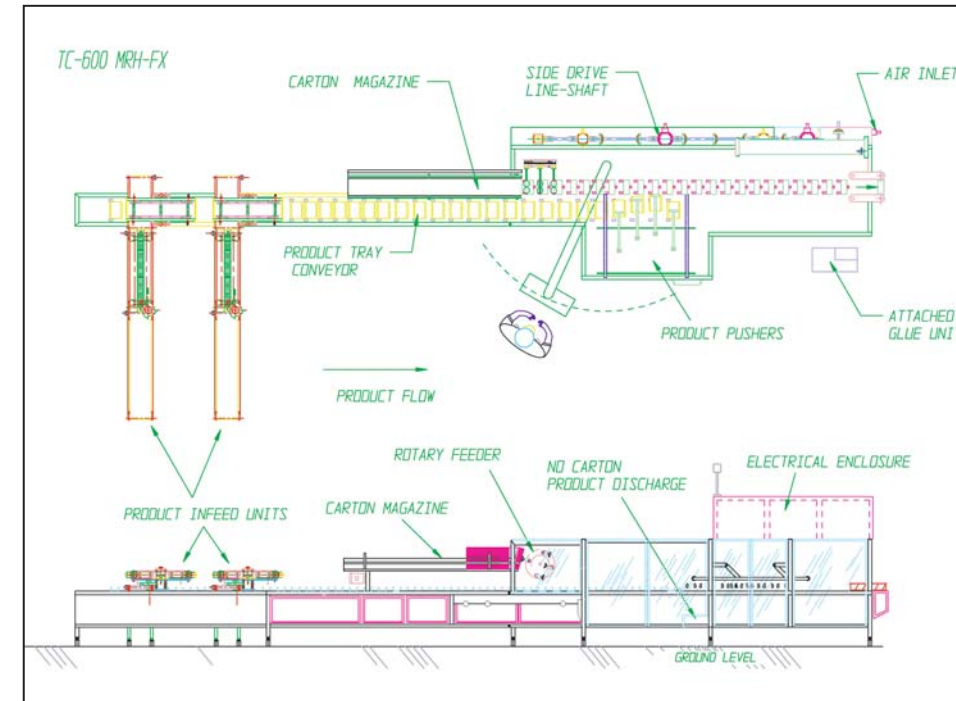 TC-600 MRH-FX
CARTON MAGAZINE
SIDE DRIVE
LINE-SHAFT
AIR INLET
PRODUCT TRAY
CONVEYOR
PRODUCT PUSHERS
ATTACHED
GLUE UNI
PRODUCT FLOW
ROTARY FEEDER
NO CARTON
PRODUCT DISCHARGE
ELECTRICAL ENCLOSURE
PRODUCT INFEED UNITS
CARTON MAGAZINE
GROUND LEVEL